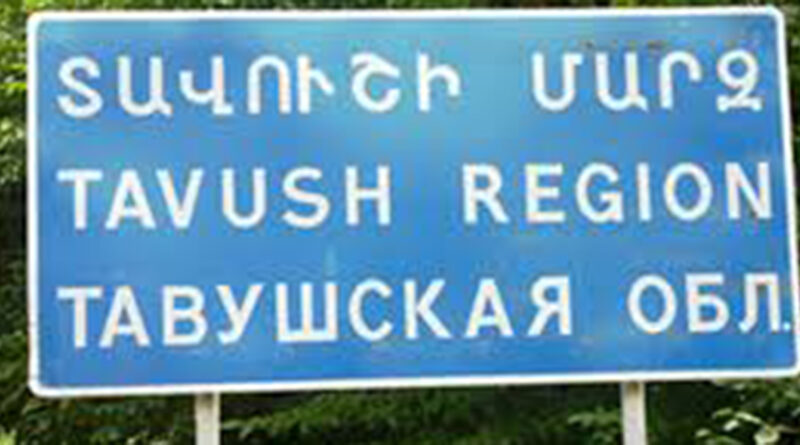 ՏԱՎՈՒՇԻ ՄԱՐԶ
TAVUSH REGION
ТАВУШСКАЯ ОБЛ.